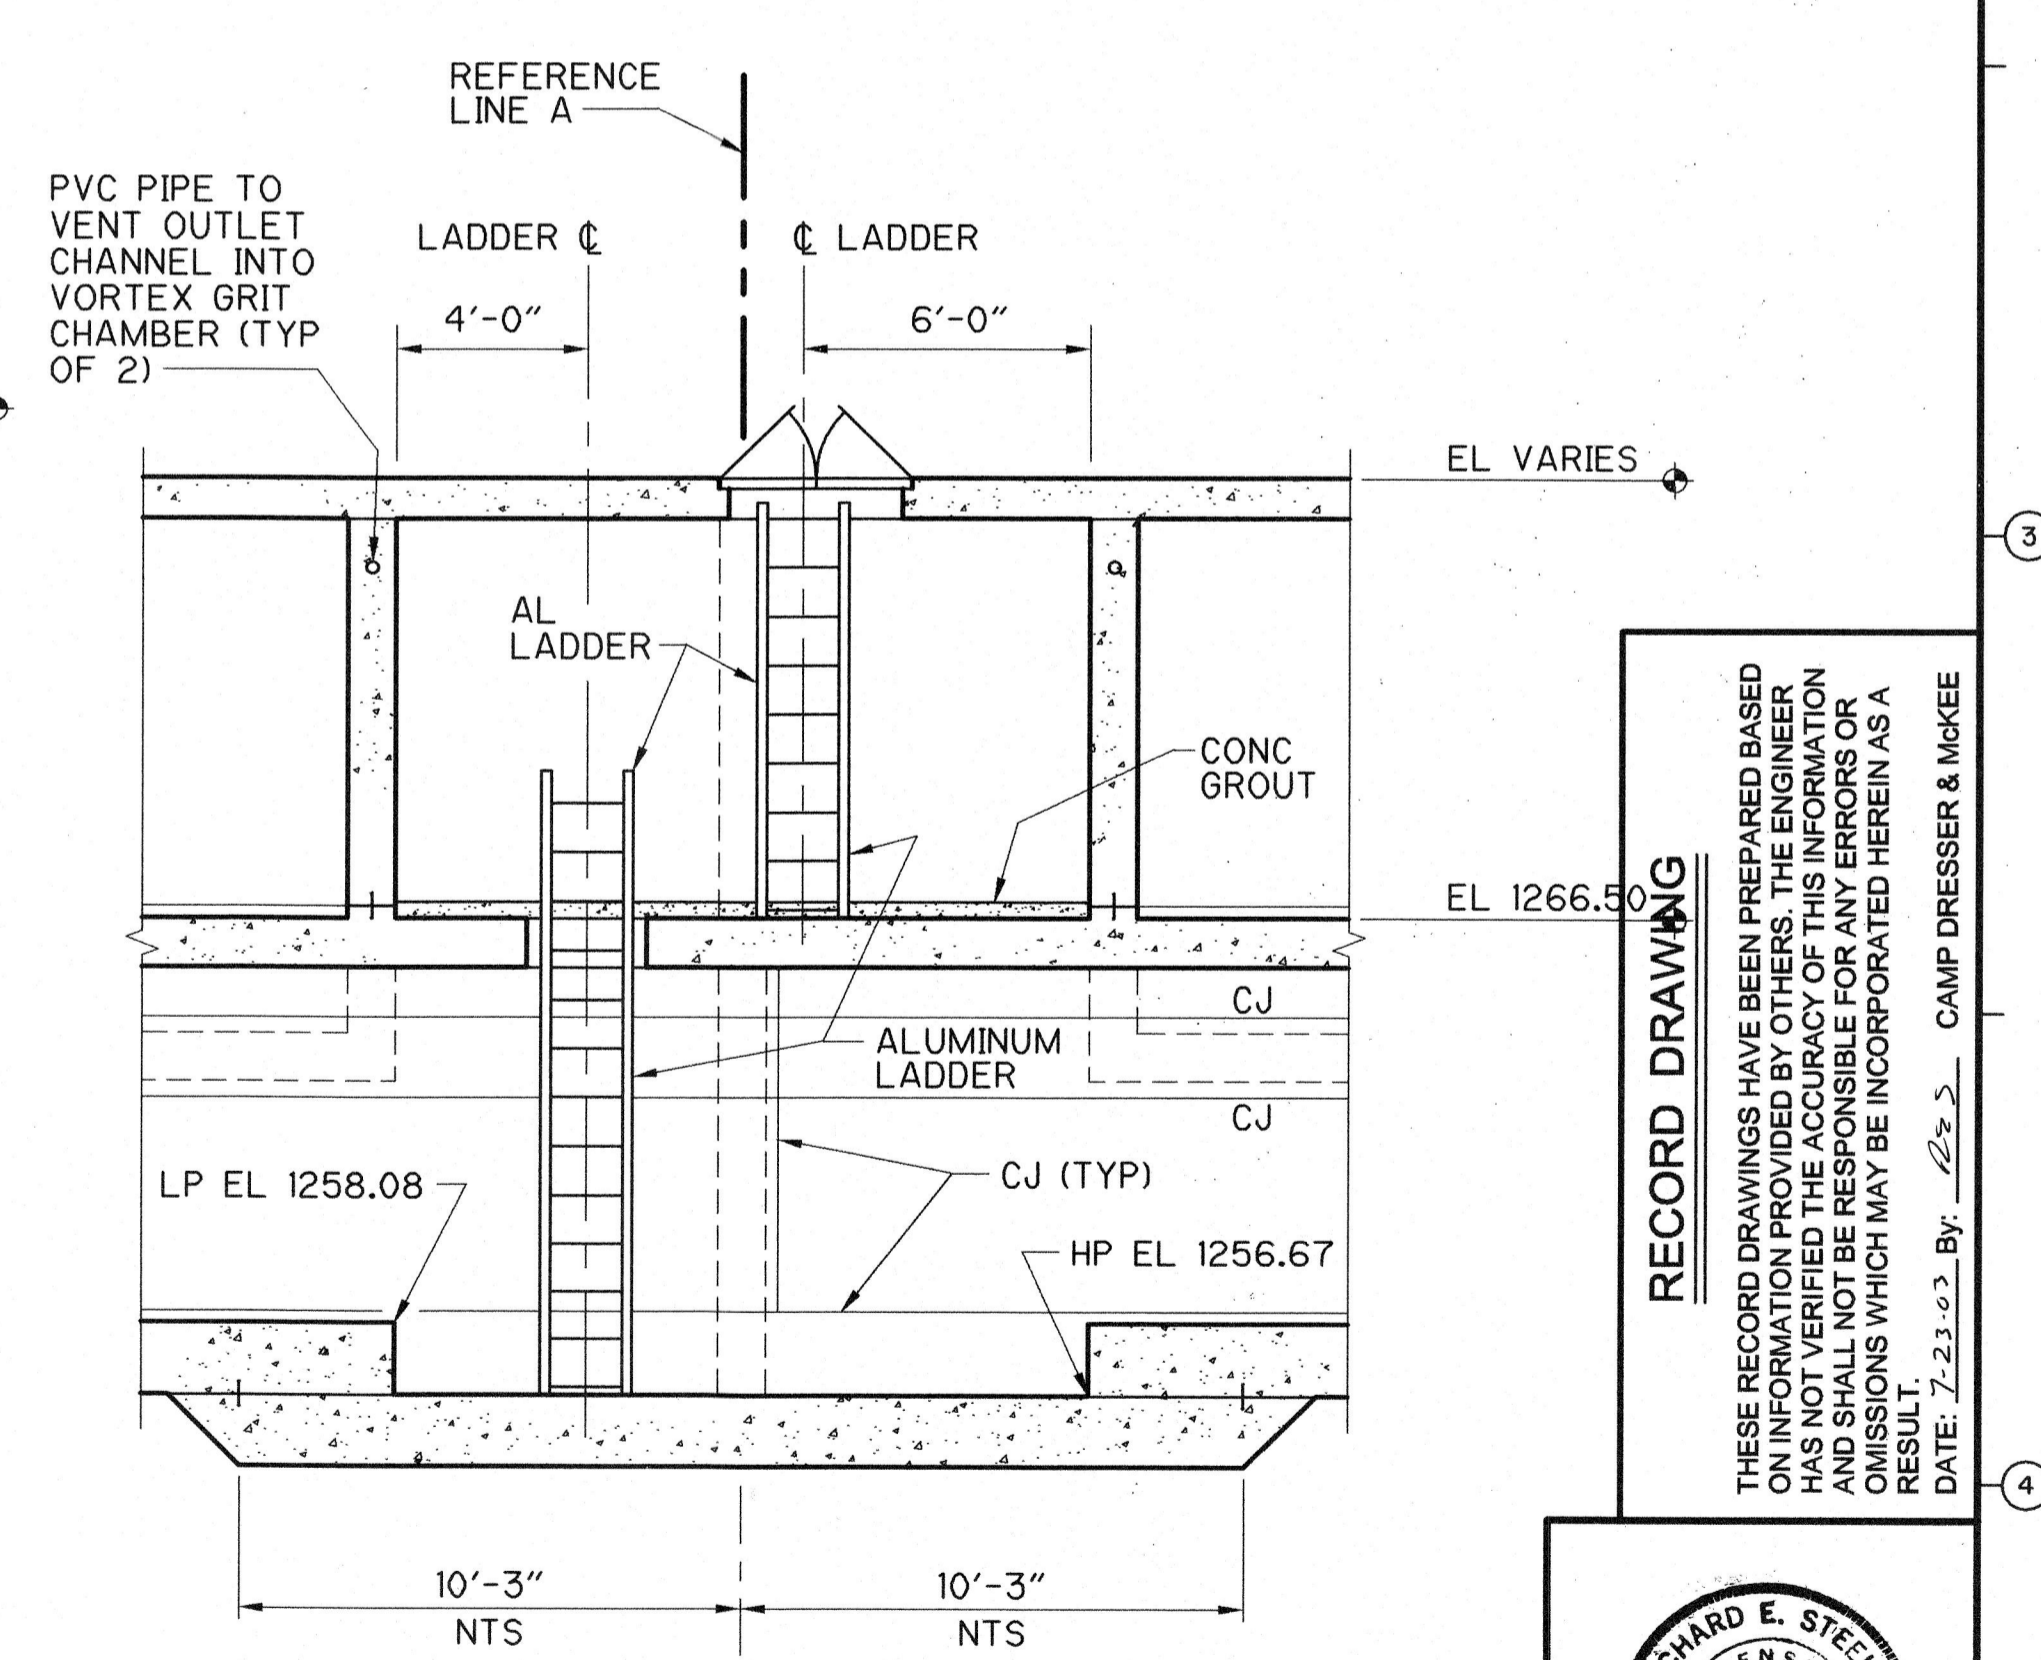 REFERENCE
LINE A
PVC PIPE TO
VENT OUTLET
CHANNEL INTO
VORTEX GRIT
CHAMBER (TYP
OF 2)
LADDER ℄
℄ LADDER
4'-0"
6'-0"
EL VARIES
AL
LADDER
CONC
GROUT
EL 1266.50
CJ
ALUMINUM
LADDER
CJ
LP EL 1258.08
CJ (TYP)
HP EL 1256.67
10'-3"
NTS
10'-3"
NTS
3
4
RECORD DRAWING
THESE RECORD DRAWINGS HAVE BEEN PREPARED BASED
ON INFORMATION PROVIDED BY OTHERS. THE ENGINEER
HAS NOT VERIFIED THE ACCURACY OF THIS INFORMATION
AND SHALL NOT BE RESPONSIBLE FOR ANY ERRORS OR
OMISSIONS WHICH MAY BE INCORPORATED HEREIN AS A
RESULT.
DATE: 7-23-03 By: RES CAMP DRESSER & McKEE
CHARD E. STEE
ENS